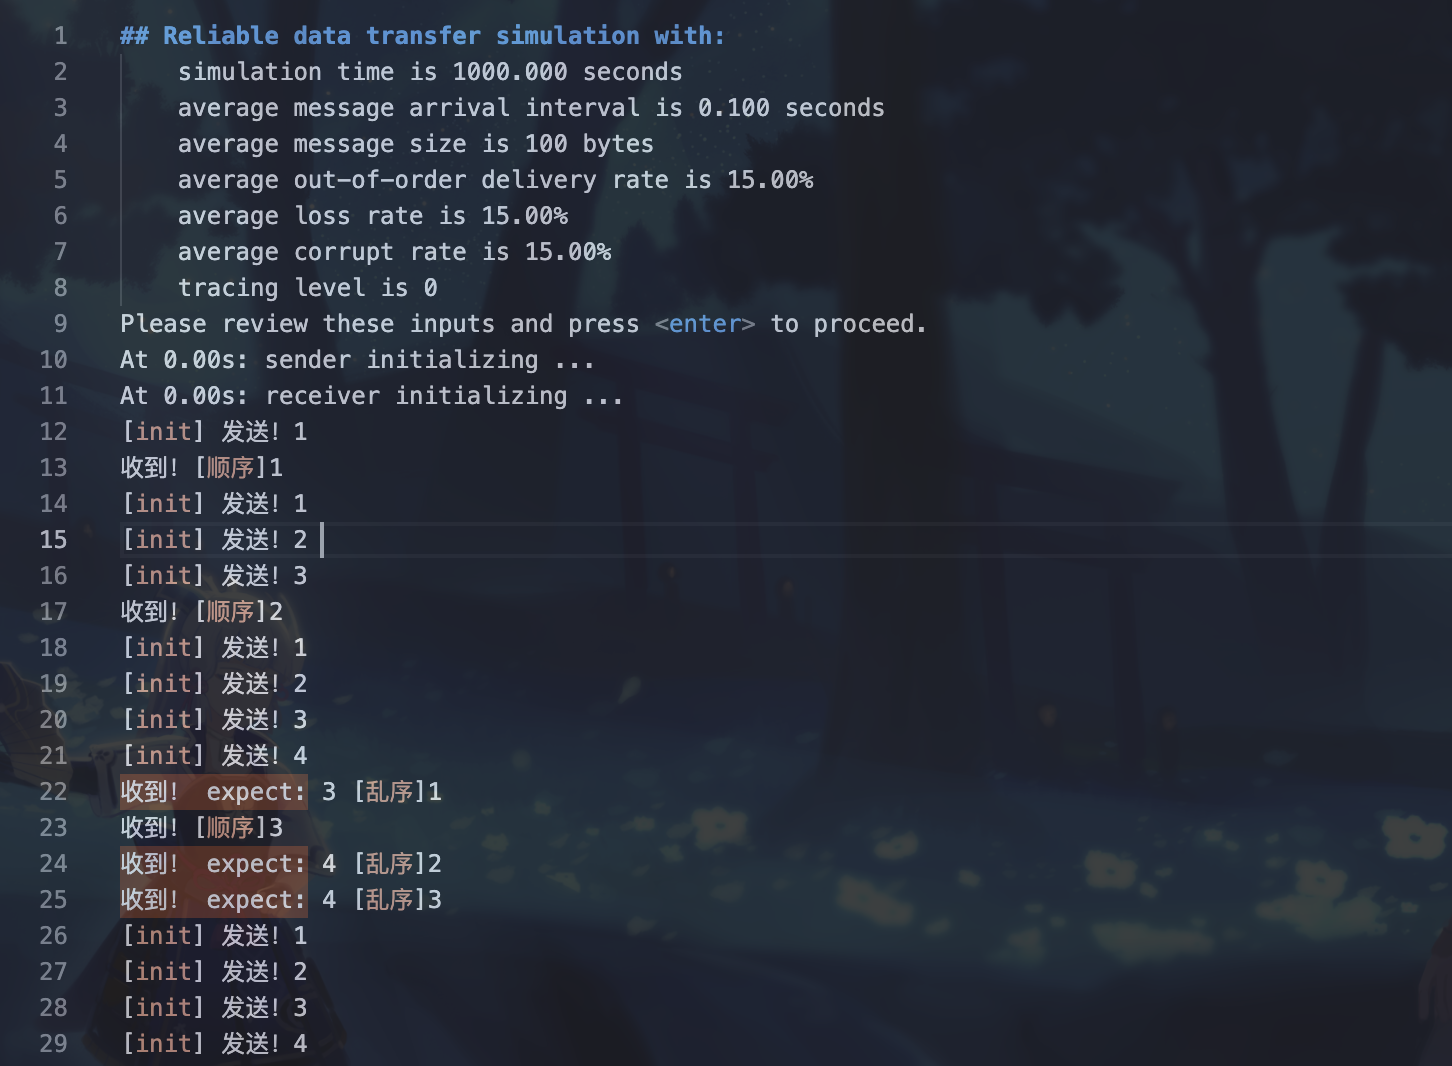 1 ## Reliable data transfer simulation with:
2 simulation time is 1000.000 seconds
3 average message arrival interval is 0.100 seconds
4 average message size is 100 bytes
5 average out-of-order delivery rate is 15.00%
6 average loss rate is 15.00%
7 average corrupt rate is 15.00%
8 tracing level is 0
9 Please review these inputs and press <enter> to proceed.
10 At 0.00s: sender initializing ...
11 At 0.00s: receiver initializing ...
12 [init] 发送! 1
13 收到! [顺序]1
14 [init] 发送! 1
15 [init] 发送! 2
16 [init] 发送! 3
17 收到! [顺序]2
18 [init] 发送! 1
19 [init] 发送! 2
20 [init] 发送! 3
21 [init] 发送! 4
22 收到! expect: 3 [乱序]1
23 收到! [顺序]3
24 收到! expect: 4 [乱序]2
25 收到! expect: 4 [乱序]3
26 [init] 发送! 1
27 [init] 发送! 2
28 [init] 发送! 3
29 [init] 发送! 4